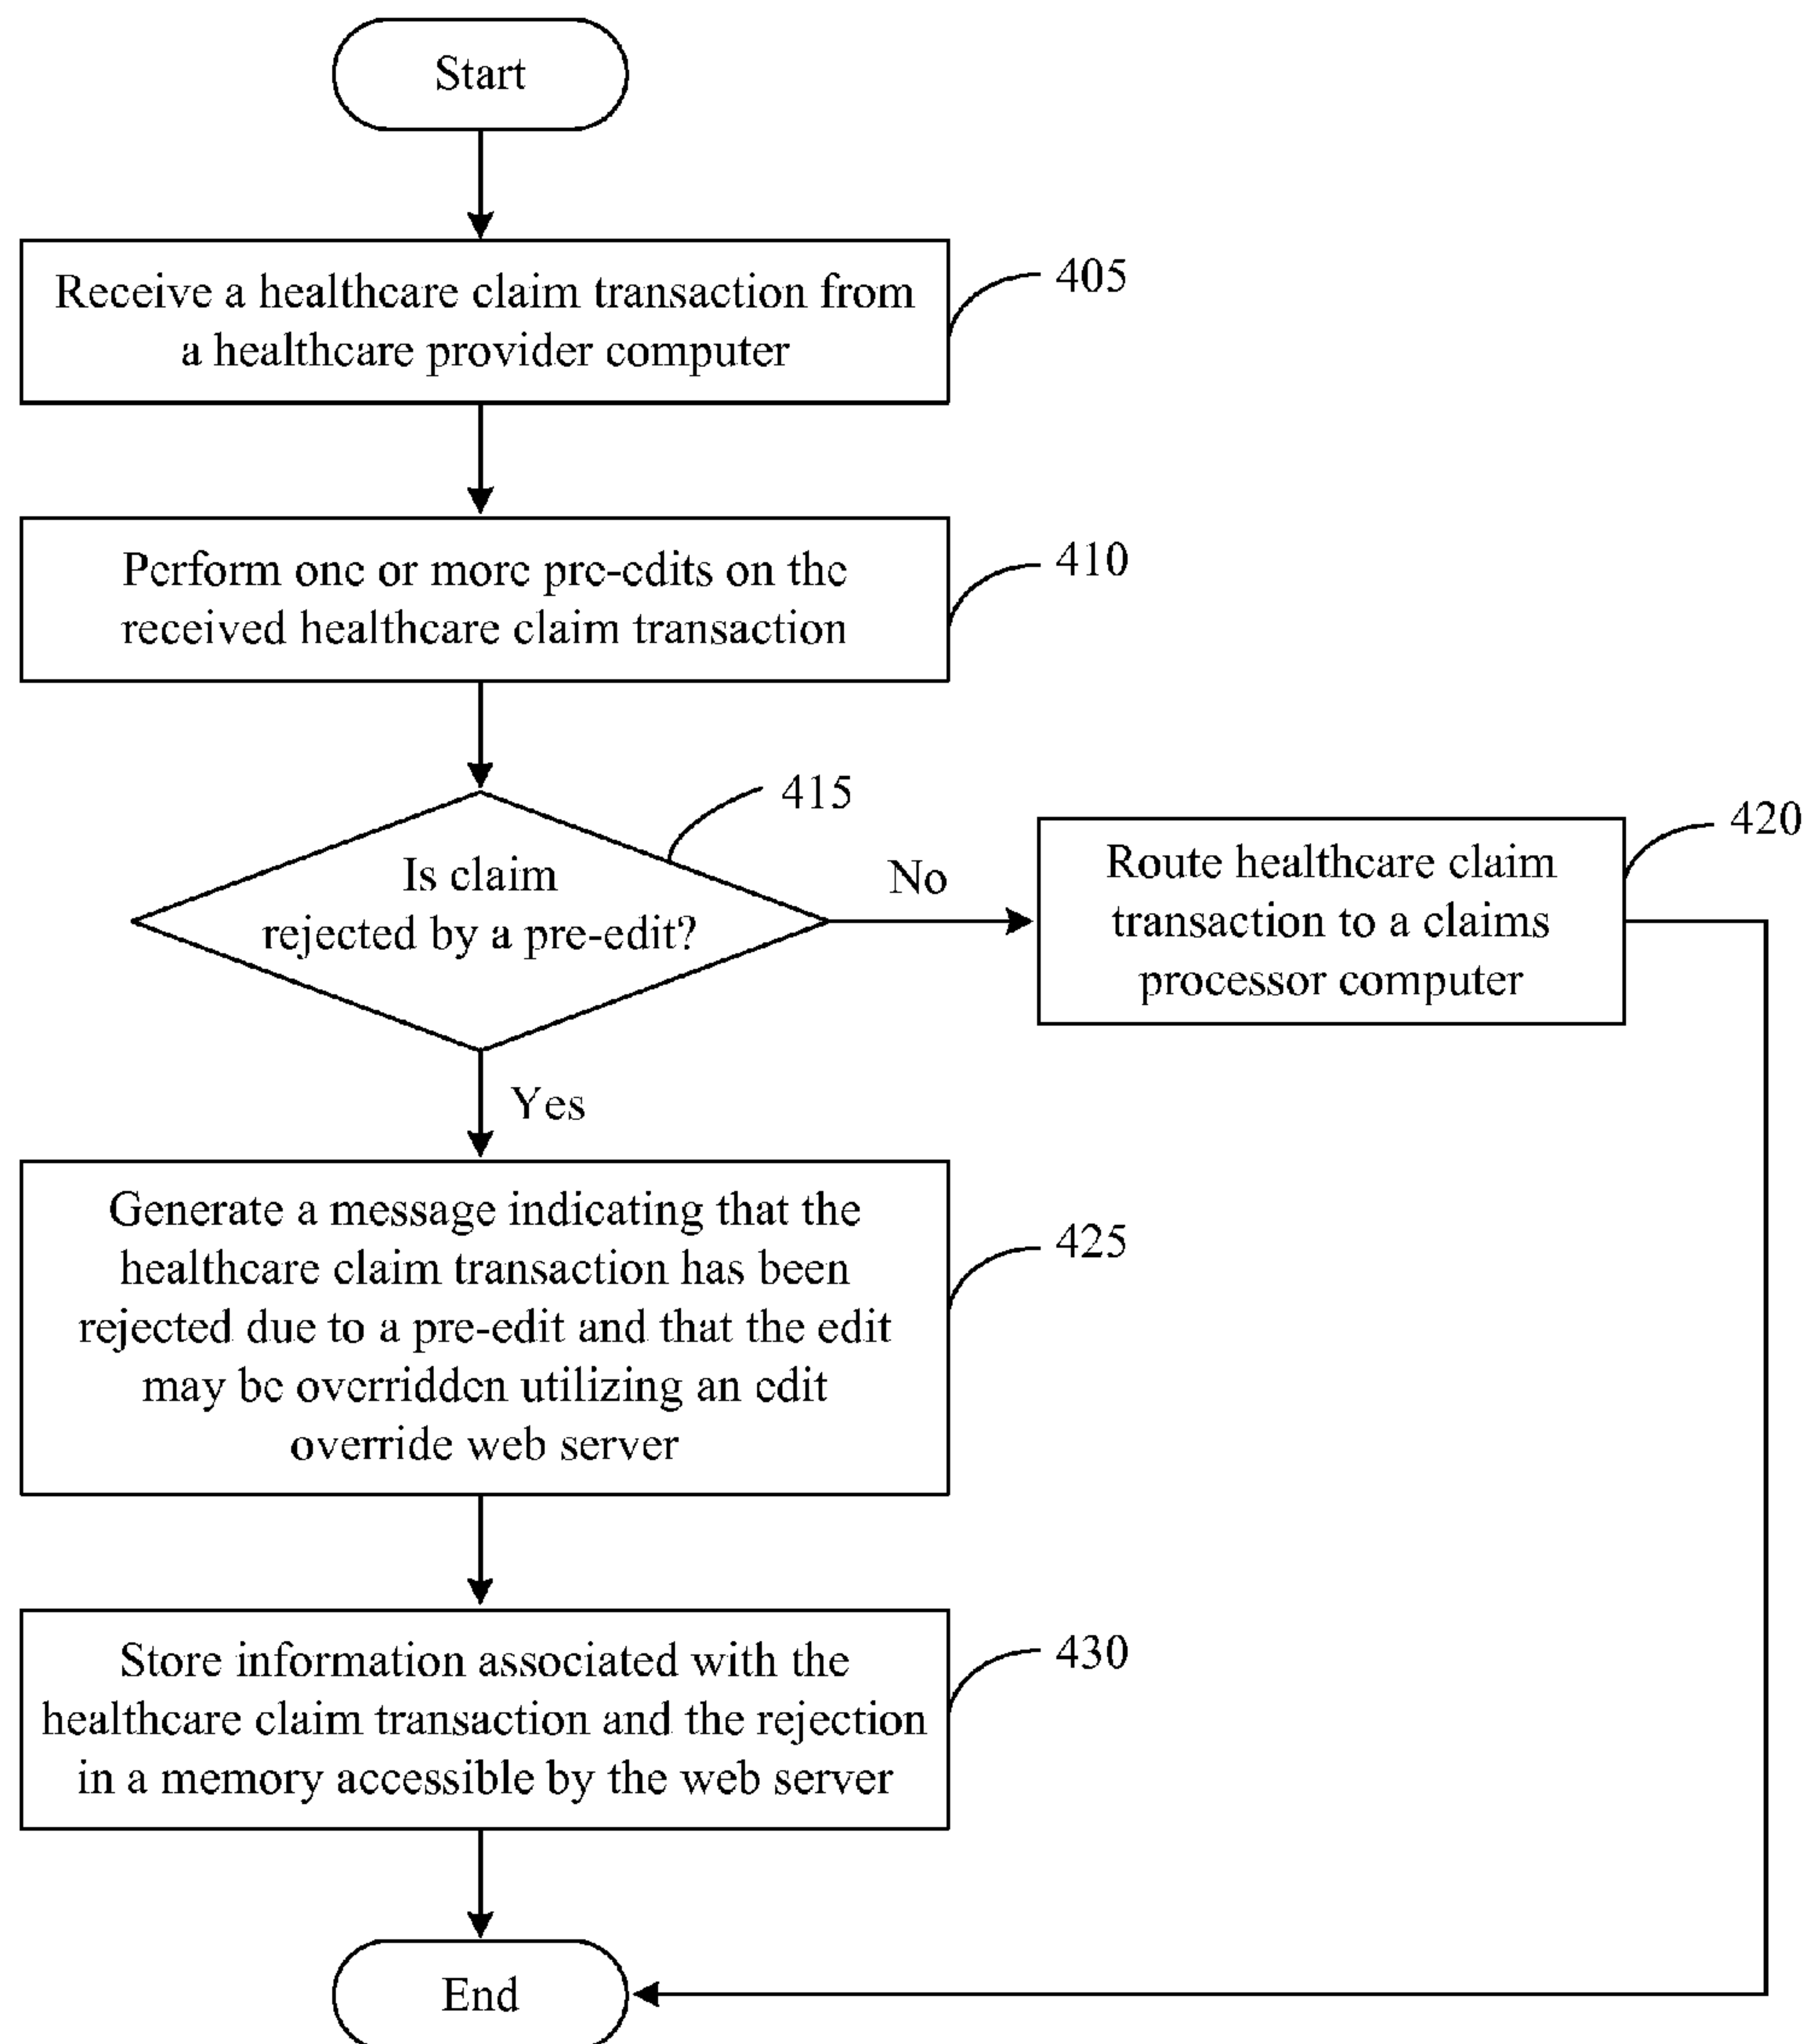 Start
Receive a healthcare claim transaction from
a healthcare provider computer
405
Perform one or more pre-edits on the
received healthcare claim transaction
410
415
Is claim
rejected by a pre-edit?
No
420
Route healthcare claim
transaction to a claims
processor computer
Yes
Generate a message indicating that the
healthcare claim transaction has been
rejected due to a pre-edit and that the edit
may be overridden utilizing an edit
override web server
425
Store information associated with the
healthcare claim transaction and the rejection
in a memory accessible by the web server
430
End